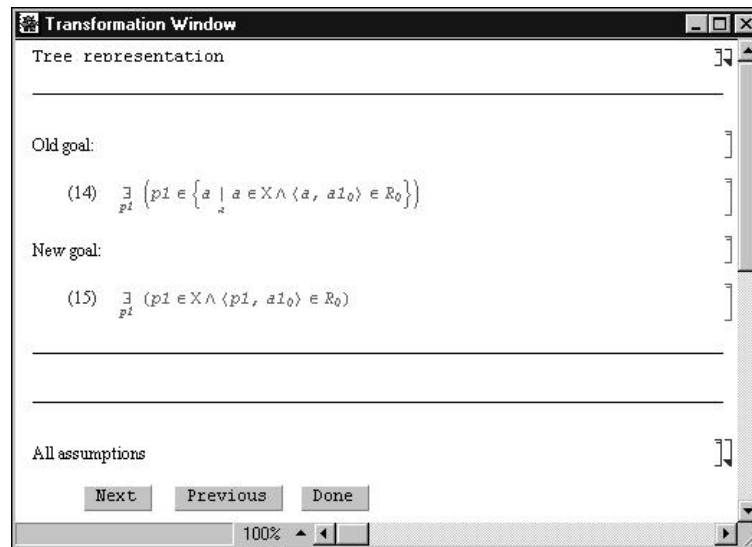 Transformation Window
Tree representation
Old goal:
(14) ∃ (p1 ∈ {a | a ∈ X ∧ ⟨a, a1₀⟩ ∈ R₀})
p1 a
New goal:
(15) ∃ (p1 ∈ X ∧ ⟨p1, a1₀⟩ ∈ R₀)
p1
All assumptions
Next Previous Done
100%